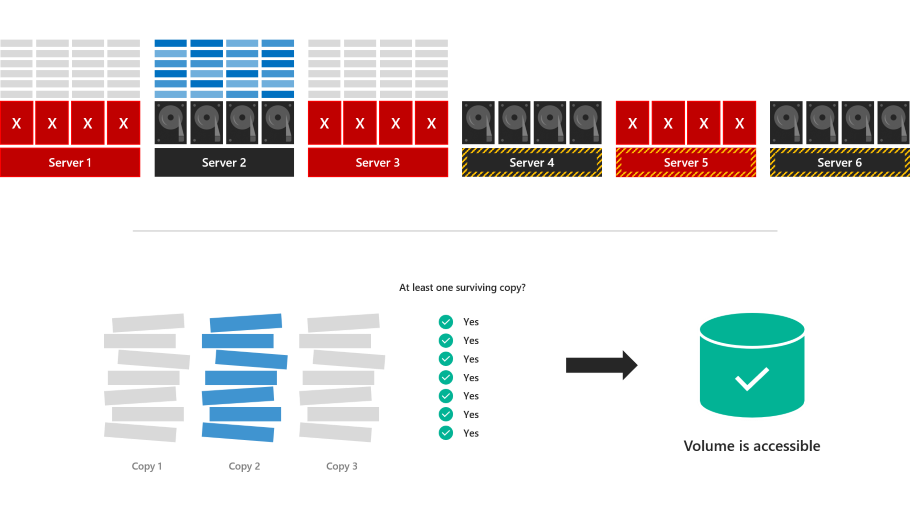 X X X X X X X X X X X X
Server 1 Server 2 Server 3 Server 4 Server 5 Server 6
At least one surviving copy?
Yes
Yes
Yes
Yes
Yes
Yes
Yes
Copy 1 Copy 2 Copy 3
Volume is accessible